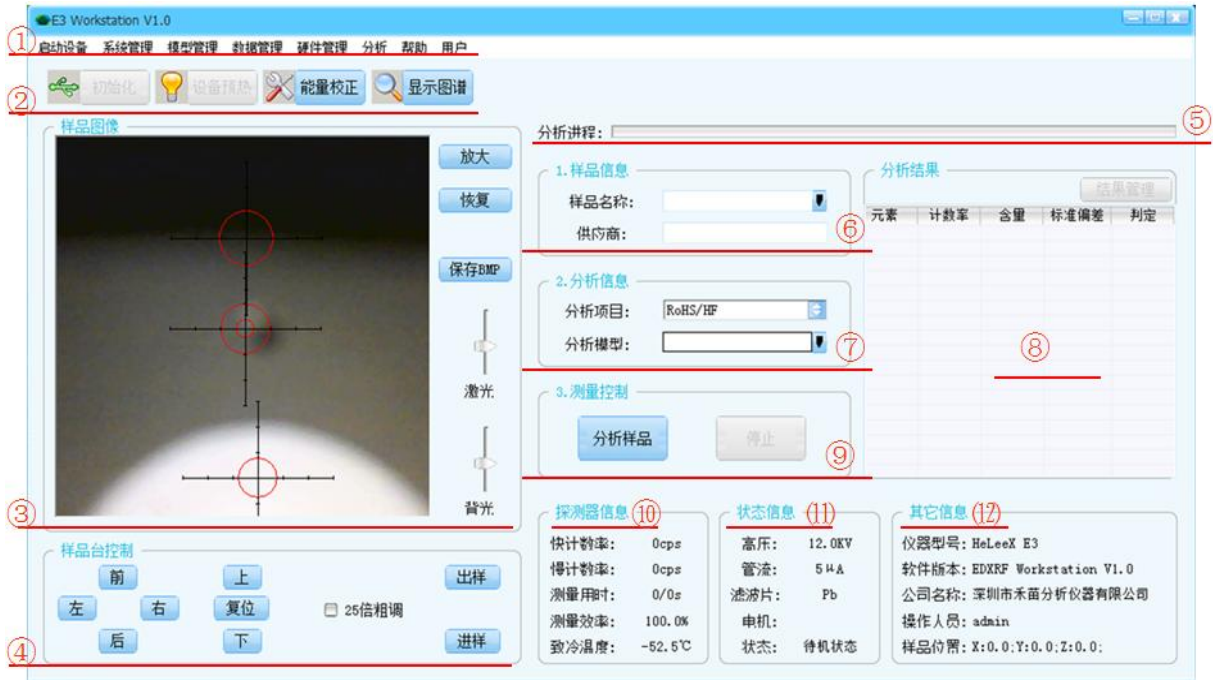 E3 Workstation V1.0
① 启动设备 系统管理 模型管理 数据管理 硬件管理 分析 帮助 用户
② 初始化 设备预热 能量校正 显示图谱
样品图像
放大
恢复
保存BMP
激光
背光
③
样品台控制
前 上 出样
左 右 复位 25倍粗调
后 下 进样
④
分析进程: ⑤
1.样品信息
样品名称:
供应商: ⑥
2.分析信息
分析项目: RoHS/HF
分析模型: ⑦
3.测量控制
分析样品 停止 ⑨
分析结果
结果管理
元素 计数率 含量 标准偏差 判定
⑧
探测器信息 ⑩
快计数率: 0cps
慢计数率: 0cps
测量用时: 0/0s
测量效率: 100.0%
致冷温度: -52.5℃
状态信息 ⑾
高压: 12.0KV
管流: 5μA
滤波片: Pb
电机:
状态: 待机状态
其它信息 ⑿
仪器型号: HeLeeX E3
软件版本: EDXRF Workstation V1.0
公司名称: 深圳市禾苗分析仪器有限公司
操作人员: admin
样品位置: X:0.0;Y:0.0;Z:0.0;